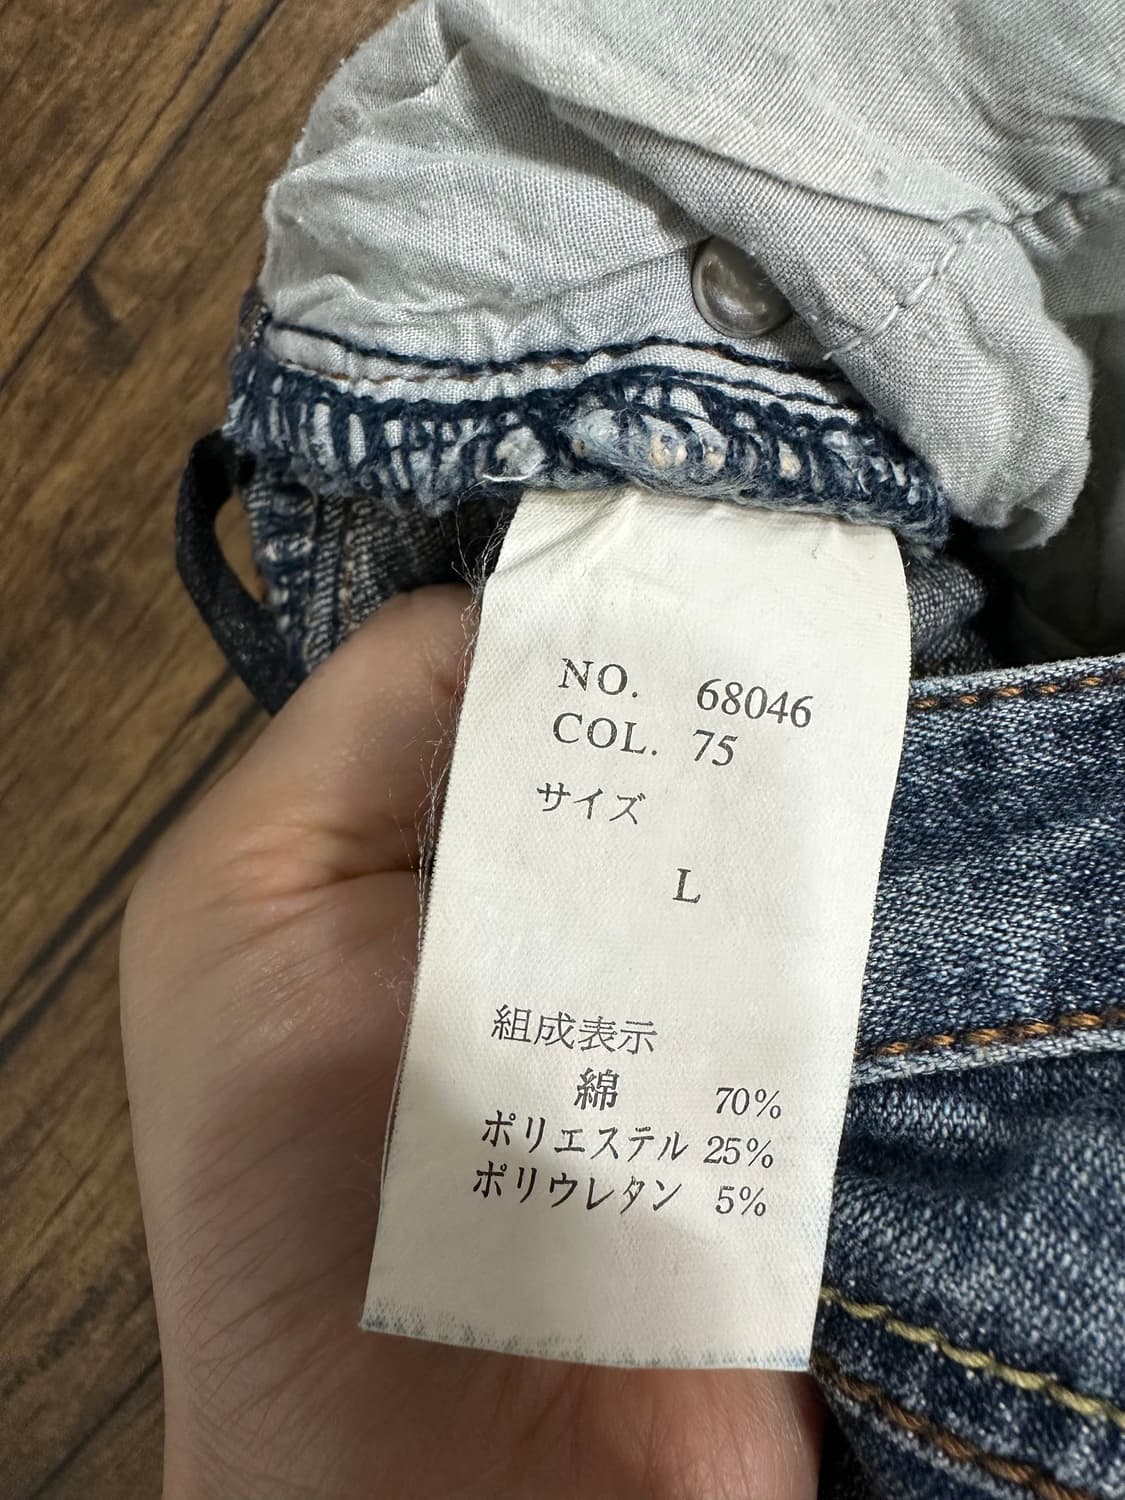 NO. 68046
COL. 75
サイズ
L
組成表示
綿 70%
ポリエステル 25%
ポリウレタン 5%